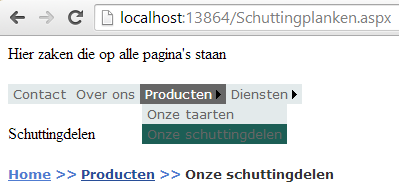 localhost:13864/Schuttingplanken.aspx
Hier zaken die op alle pagina's staan
Contact Over ons Producten Diensten
Onze taarten
Onze schuttingdelen
Schuttingdelen
Home >> Producten >> Onze schuttingdelen